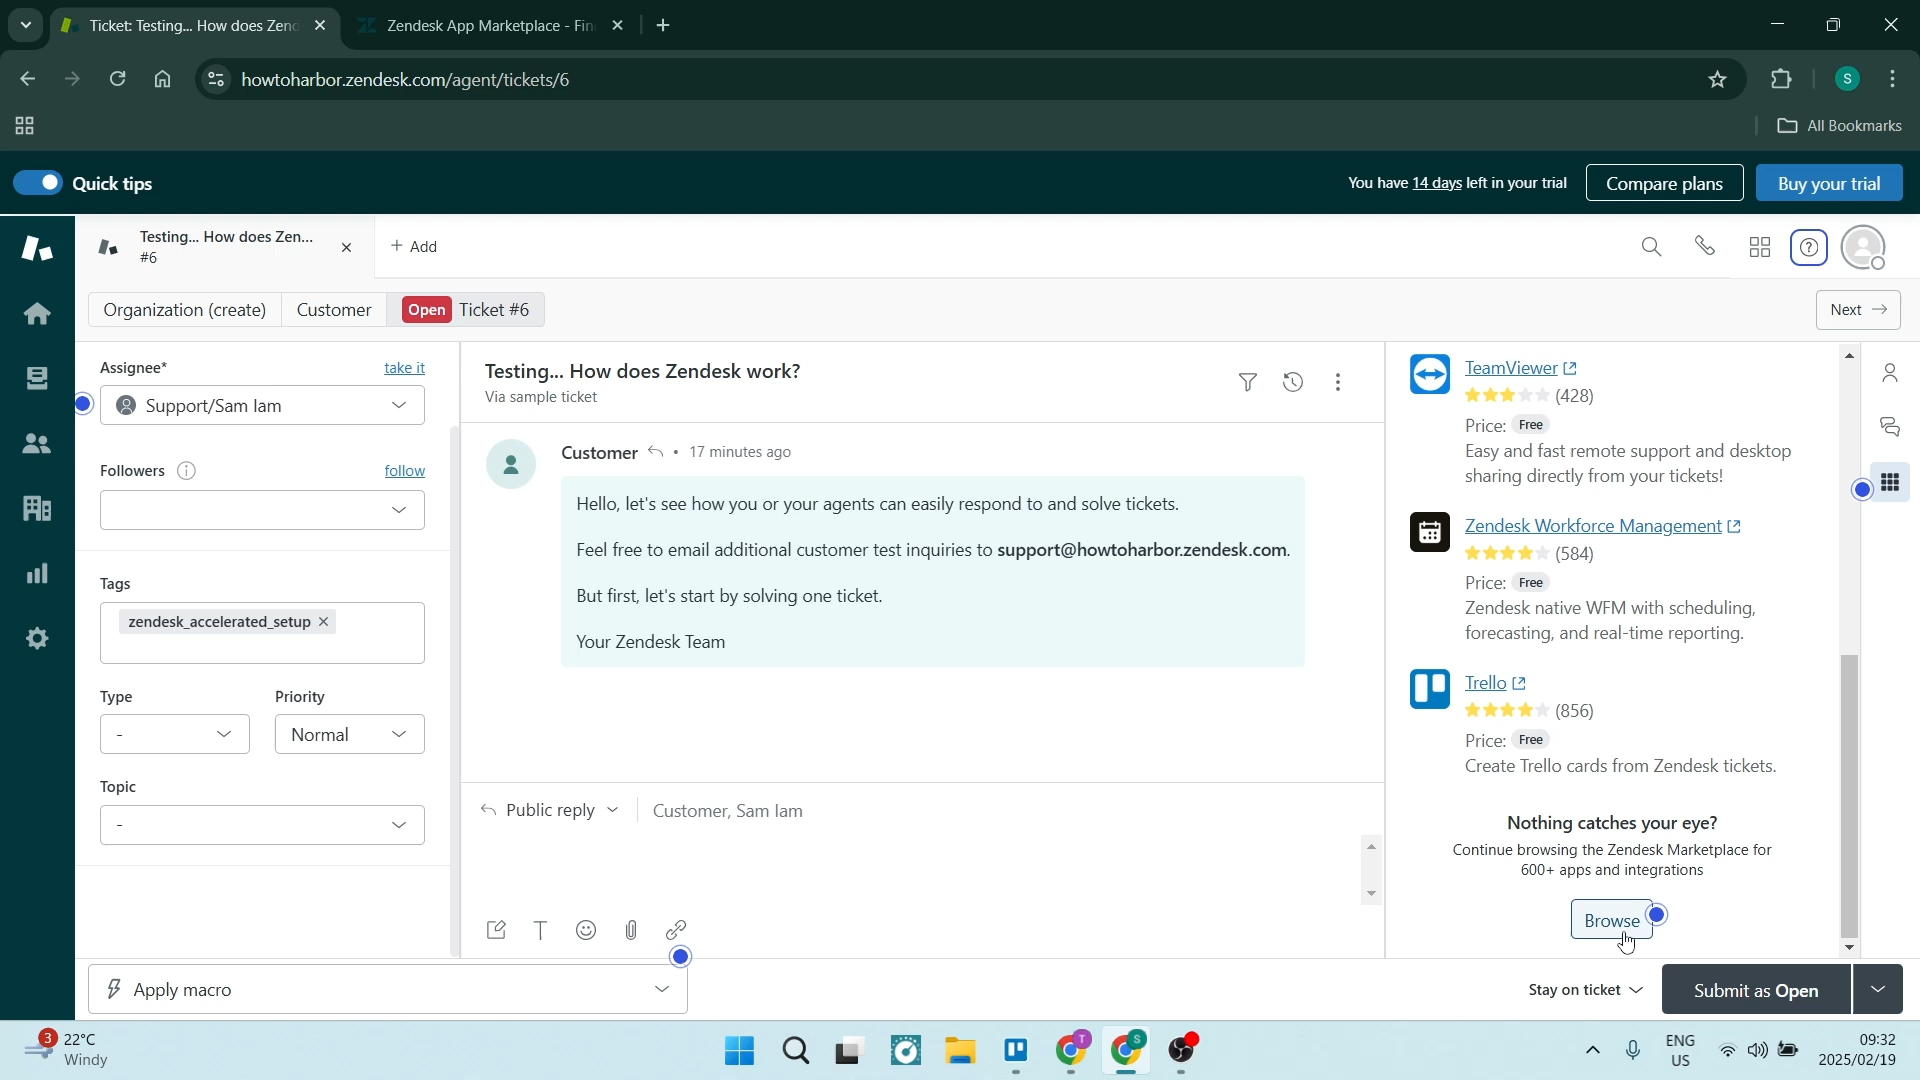 Ticket: Testing... How does Zen
Zendesk App Marketplace - Fin
howtoharbor.zendesk.com/agent/tickets/6
S
All Bookmarks
Quick tips
You have 14 days left in your trial
Compare plans
Buy your trial
Testing... How does Zen...
#6
+ Add
Organization (create)
Customer
Open Ticket #6
Next
Assignee*
take it
Support/Sam Iam
Followers
follow
Tags
zendesk_accelerated_setup
Type
Priority
-
Normal
Topic
-
Testing... How does Zendesk work?
Via sample ticket
Customer • 17 minutes ago
Hello, let's see how you or your agents can easily respond to and solve tickets.
Feel free to email additional customer test inquiries to support@howtoharbor.zendesk.com.
But first, let's start by solving one ticket.
Your Zendesk Team
Public reply
Customer, Sam Iam
TeamViewer
(428)
Price: Free
Easy and fast remote support and desktop
sharing directly from your tickets!
Zendesk Workforce Management
(584)
Price: Free
Zendesk native WFM with scheduling,
forecasting, and real-time reporting.
Trello
(856)
Price: Free
Create Trello cards from Zendesk tickets.
Nothing catches your eye?
Continue browsing the Zendesk Marketplace for
600+ apps and integrations
Browse
Apply macro
Stay on ticket
Submit as Open
3
22°C
Windy
T
S
ENG
US
09:32
2025/02/19